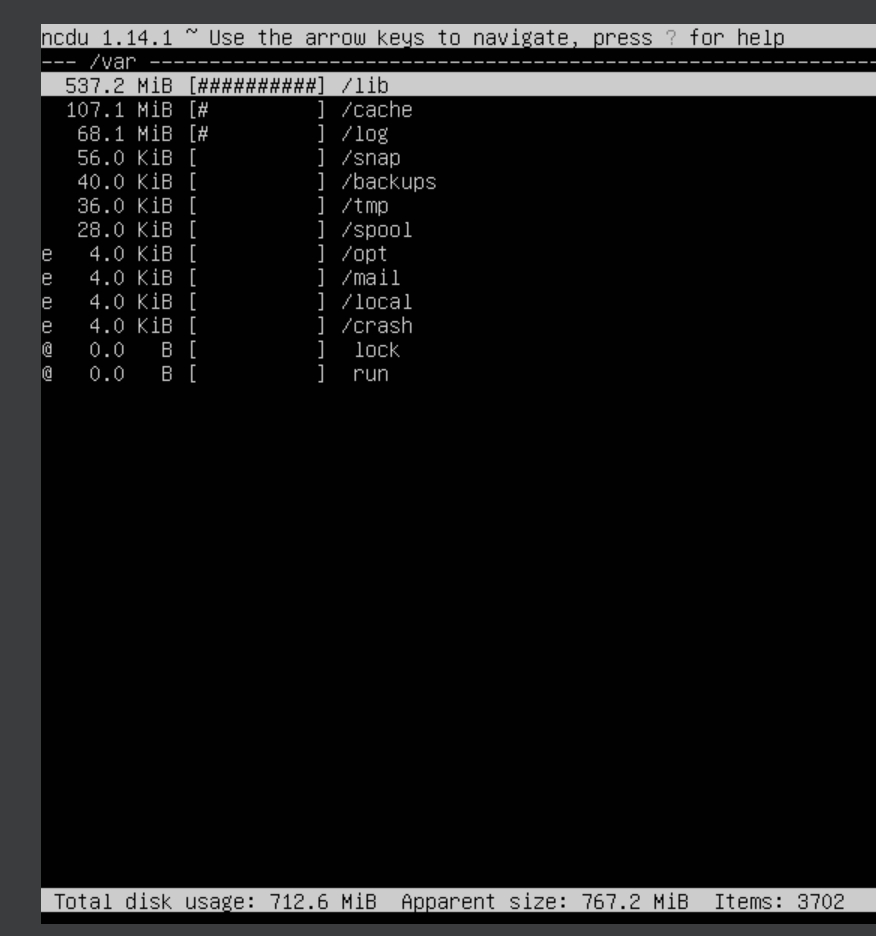 ncdu 1.14.1 ~ Use the arrow keys to navigate, press ? for help
--- /var ---------------------------------------------------------------
  537.2 MiB [##########] /lib
  107.1 MiB [#         ] /cache
   68.1 MiB [#         ] /log
   56.0 KiB [          ] /snap
   40.0 KiB [          ] /backups
   36.0 KiB [          ] /tmp
   28.0 KiB [          ] /spool
e   4.0 KiB [          ] /opt
e   4.0 KiB [          ] /mail
e   4.0 KiB [          ] /local
e   4.0 KiB [          ] /crash
@   0.0   B [          ]  lock
@   0.0   B [          ]  run
Total disk usage: 712.6 MiB  Apparent size: 767.2 MiB  Items: 3702